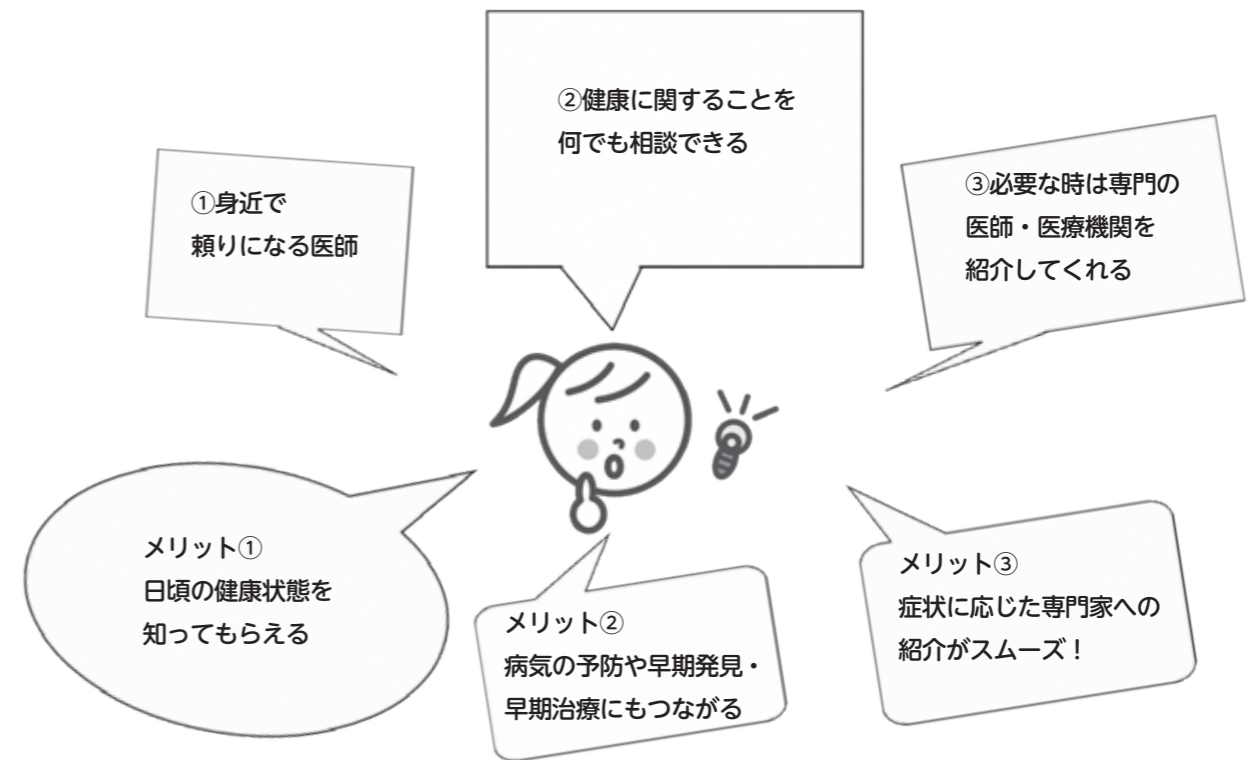 ①身近で
頼りになる医師
②健康に関することを
何でも相談できる
③必要な時は専門の
医師・医療機関を
紹介してくれる
メリット①
日頃の健康状態を
知ってもらえる
メリット②
病気の予防や早期発見・
早期治療にもつながる
メリット③
症状に応じた専門家への
紹介がスムーズ！